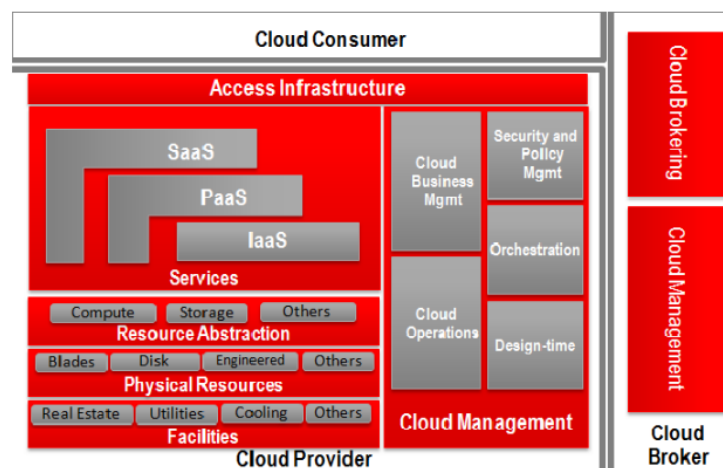 Cloud Consumer
Access Infrastructure
SaaS
PaaS
IaaS
Services
Compute
Storage
Others
Resource Abstraction
Blades
Disk
Engineered
Others
Physical Resources
Real Estate
Utilities
Cooling
Others
Facilities
Cloud Provider
Cloud
Business
Mgmt
Cloud
Operations
Security and
Policy
Mgmt
Orchestration
Design-time
Cloud Management
Cloud Brokering
Cloud Management
Cloud
Broker